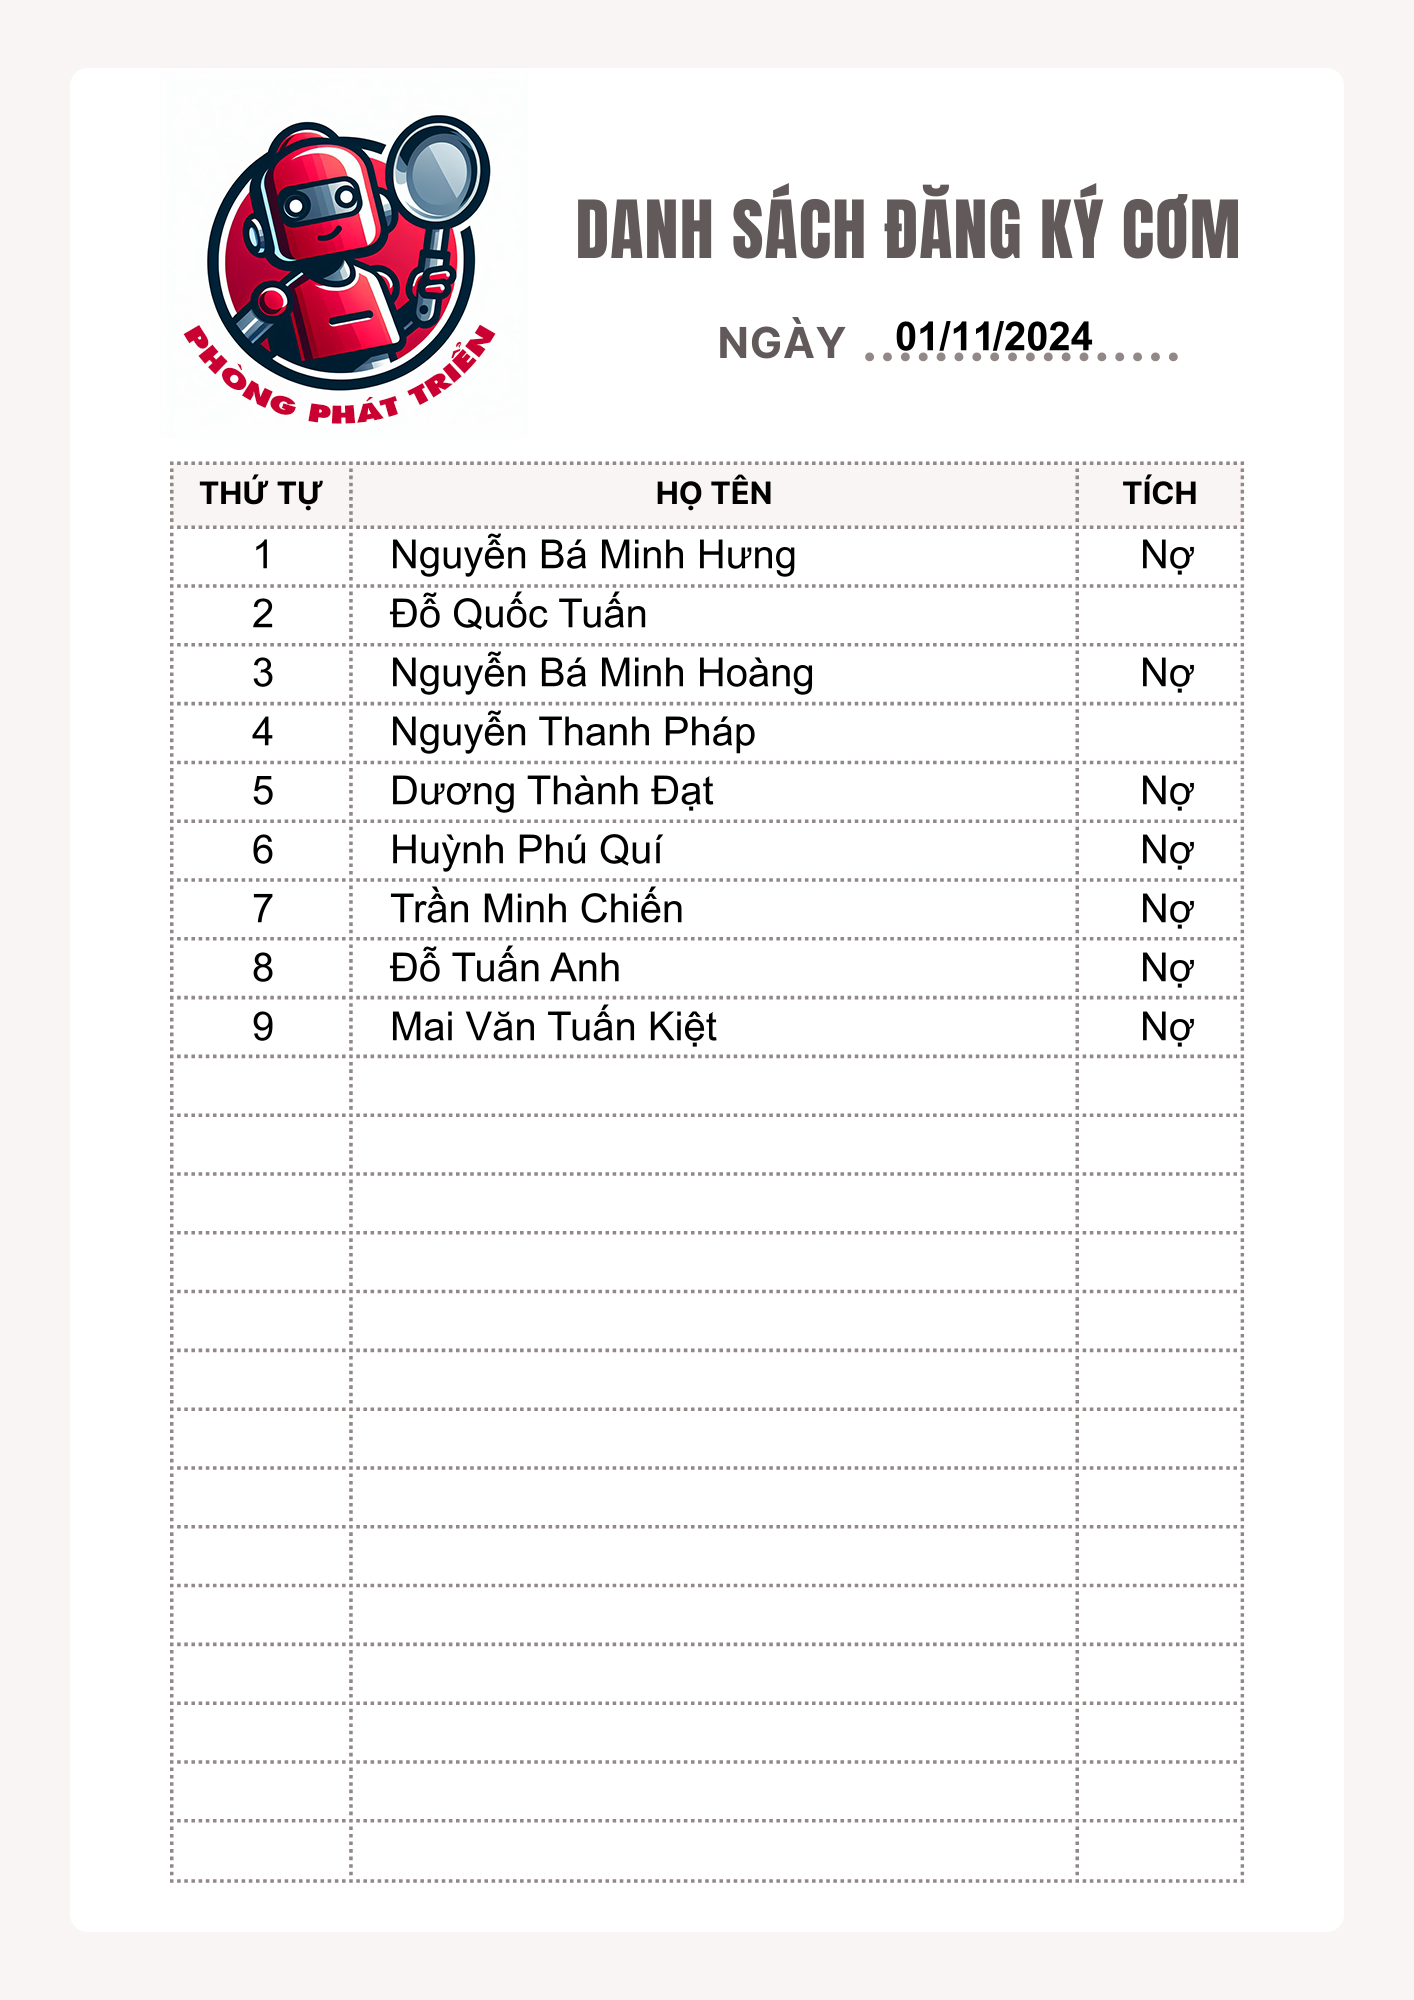 PHÒNG PHÁT TRIỂN
DANH SÁCH ĐĂNG KÝ CƠM
NGÀY 01/11/2024
THỨ TỰ HỌ TÊN TÍCH
1 Nguyễn Bá Minh Hưng Nợ
2 Đỗ Quốc Tuấn
3 Nguyễn Bá Minh Hoàng Nợ
4 Nguyễn Thanh Pháp
5 Dương Thành Đạt Nợ
6 Huỳnh Phú Quí Nợ
7 Trần Minh Chiến Nợ
8 Đỗ Tuấn Anh Nợ
9 Mai Văn Tuấn Kiệt Nợ